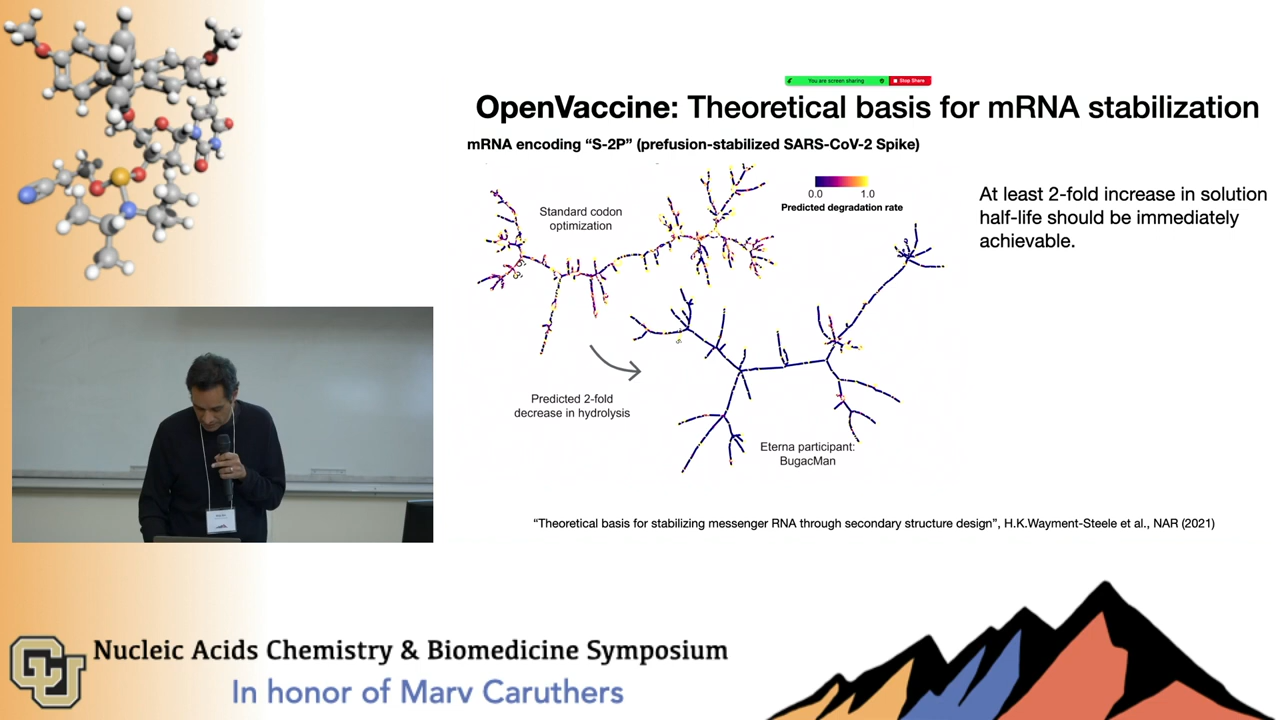 You are screen sharing
Stop Share
OpenVaccine: Theoretical basis for mRNA stabilization
mRNA encoding “S-2P” (prefusion-stabilized SARS-CoV-2 Spike)
Standard codon
optimization
0.0 1.0
Predicted degradation rate
At least 2-fold increase in solution
half-life should be immediately
achievable.
Predicted 2-fold
decrease in hydrolysis
Eterna participant:
BugacMan
“Theoretical basis for stabilizing messenger RNA through secondary structure design”, H.K.Wayment-Steele et al., NAR (2021)
CU
Nucleic Acids Chemistry & Biomedicine Symposium
In honor of Marv Caruthers